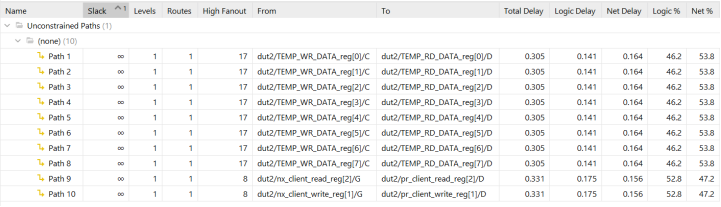 Name Slack ^1 Levels Routes High Fanout From To Total Delay Logic Delay Net Delay Logic % Net %
Unconstrained Paths (1)
(none) (10)
Path 1 ∞ 1 1 17 dut2/TEMP_WR_DATA_reg[0]/C dut2/TEMP_RD_DATA_reg[0]/D 0.305 0.141 0.164 46.2 53.8
Path 2 ∞ 1 1 17 dut2/TEMP_WR_DATA_reg[1]/C dut2/TEMP_RD_DATA_reg[1]/D 0.305 0.141 0.164 46.2 53.8
Path 3 ∞ 1 1 17 dut2/TEMP_WR_DATA_reg[2]/C dut2/TEMP_RD_DATA_reg[2]/D 0.305 0.141 0.164 46.2 53.8
Path 4 ∞ 1 1 17 dut2/TEMP_WR_DATA_reg[3]/C dut2/TEMP_RD_DATA_reg[3]/D 0.305 0.141 0.164 46.2 53.8
Path 5 ∞ 1 1 17 dut2/TEMP_WR_DATA_reg[4]/C dut2/TEMP_RD_DATA_reg[4]/D 0.305 0.141 0.164 46.2 53.8
Path 6 ∞ 1 1 17 dut2/TEMP_WR_DATA_reg[5]/C dut2/TEMP_RD_DATA_reg[5]/D 0.305 0.141 0.164 46.2 53.8
Path 7 ∞ 1 1 17 dut2/TEMP_WR_DATA_reg[6]/C dut2/TEMP_RD_DATA_reg[6]/D 0.305 0.141 0.164 46.2 53.8
Path 8 ∞ 1 1 17 dut2/TEMP_WR_DATA_reg[7]/C dut2/TEMP_RD_DATA_reg[7]/D 0.305 0.141 0.164 46.2 53.8
Path 9 ∞ 1 1 8 dut2/nx_client_read_reg[2]/G dut2/pr_client_read_reg[2]/D 0.331 0.175 0.156 52.8 47.2
Path 10 ∞ 1 1 8 dut2/nx_client_write_reg[1]/G dut2/pr_client_write_reg[1]/D 0.331 0.175 0.156 52.8 47.2